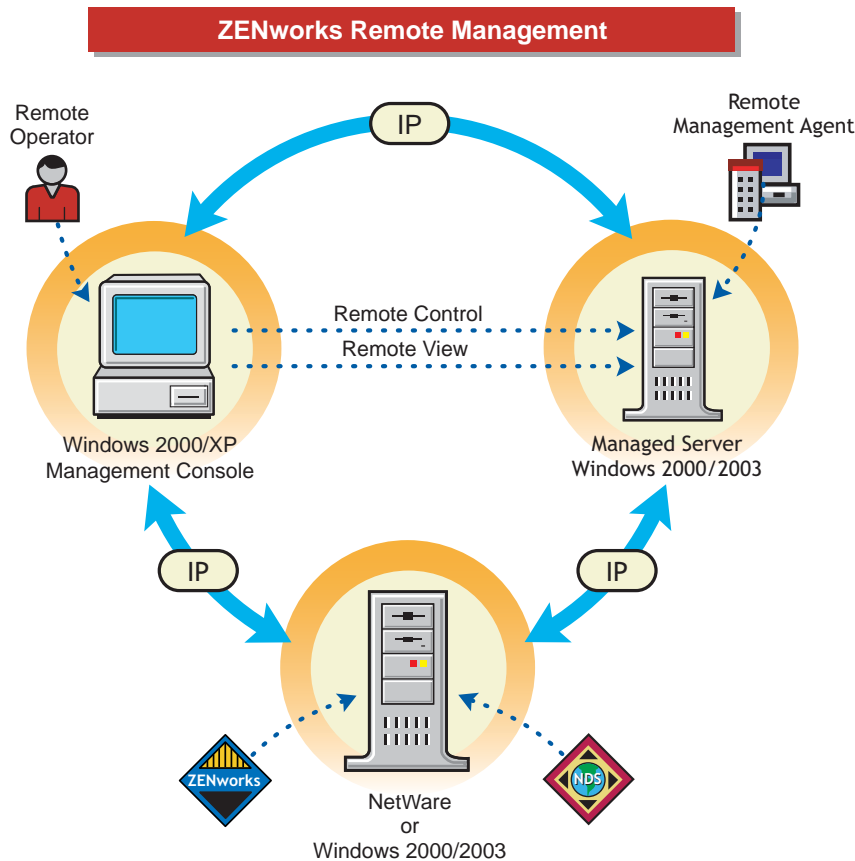 ZENworks Remote Management
IP
Remote
Operator
Remote
Management Agent
Remote Control
Remote View
Windows 2000/XP
Management Console
Managed Server
Windows 2000/2003
IP
IP
ZENworks
NDS
NetWare
or
Windows 2000/2003